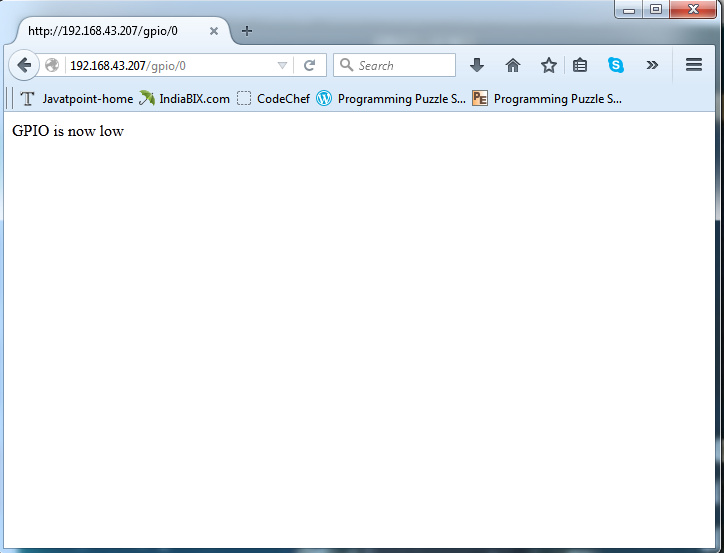 http://192.168.43.207/gpio/0
192.168.43.207/gpio/0
Search
Javatpoint-home
IndiaBIX.com
CodeChef
Programming Puzzle S...
PE
Programming Puzzle S...
GPIO is now low